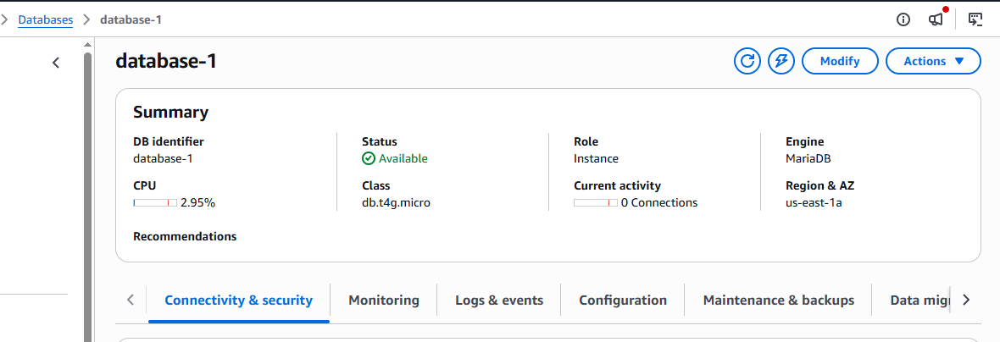 Databases database-1
database-1
Modify Actions
Summary
DB identifier Status Role Engine
database-1 Available Instance MariaDB
CPU Class Current activity Region & AZ
2.95% db.t4g.micro 0 Connections us-east-1a
Recommendations
Connectivity & security Monitoring Logs & events Configuration Maintenance & backups Data mig